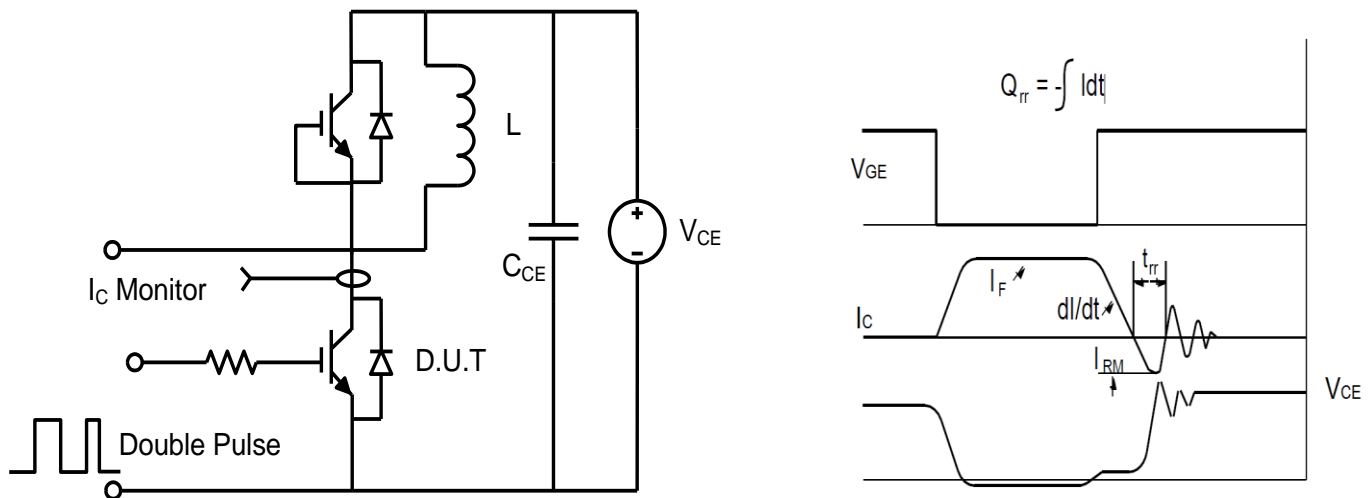 L
C_CE
V_CE
I_C Monitor
D.U.T
Double Pulse
Q_rr = -∫ Idt
V_GE
t_rr
I_F
dI/dt
I_C
I_RM
V_CE